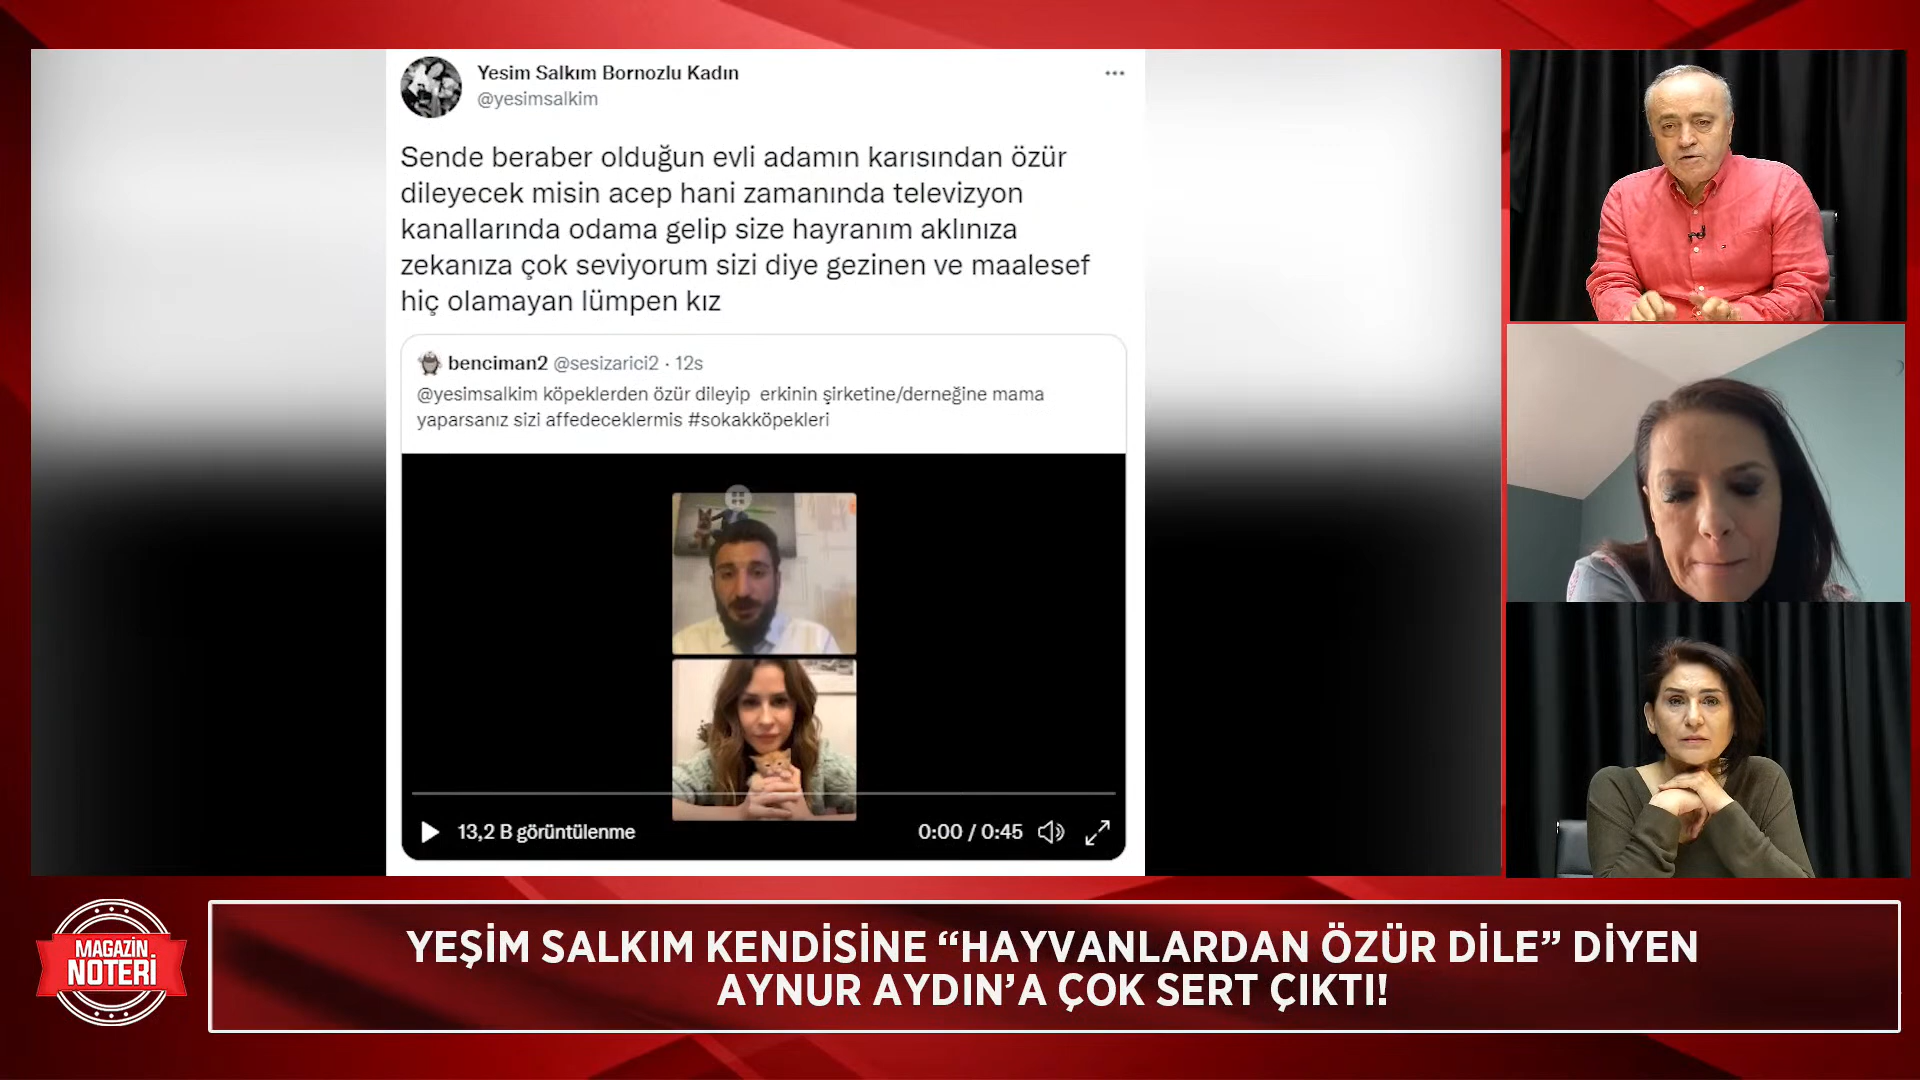 Yesim Salkım Bornozlu Kadın
@yesimsalkim
Sende beraber olduğun evli adamın karısından özür
dileyecek misin acep hani zamanında televizyon
kanallarında odama gelip size hayranım aklınıza
zekanıza çok seviyorum sizi diye gezinen ve maalesef
hiç olamayan lümpen kız
benciman2 @sesizarici2 · 12s
@yesimsalkim köpeklerden özür dileyip erkinin şirketine/derneğine mama
yaparsanız sizi affedeceklermis #sokakköpekleri
13,2 B görüntülenme
0:00 / 0:45
MAGAZİN
NOTERİ
YEŞİM SALKIM KENDİSİNE “HAYVANLARDAN ÖZÜR DİLE” DİYEN
AYNUR AYDIN’A ÇOK SERT ÇIKTI!